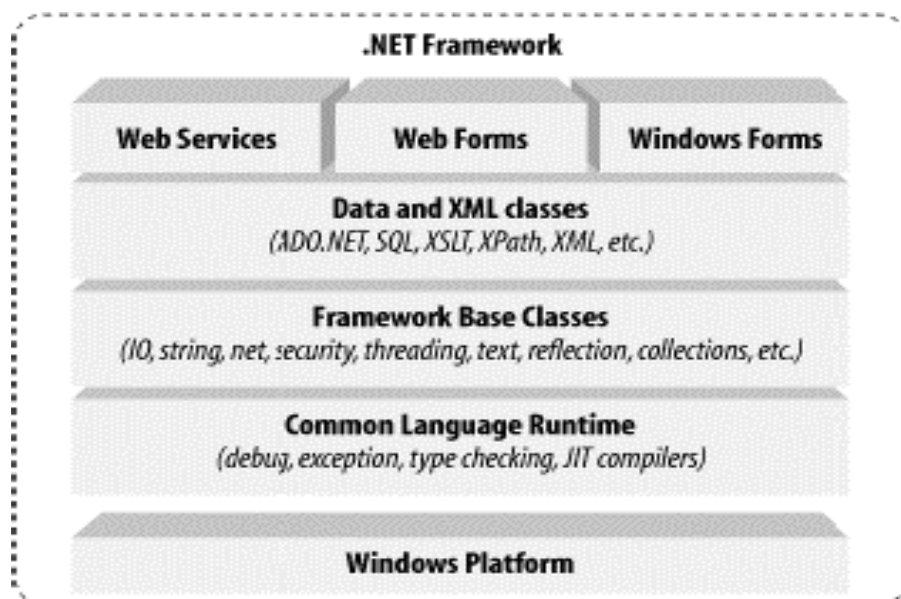 .NET Framework
Web Services Web Forms Windows Forms
Data and XML classes
(ADO.NET, SQL, XSLT, XPath, XML, etc.)
Framework Base Classes
(IO, string, net, security, threading, text, reflection, collections, etc.)
Common Language Runtime
(debug, exception, type checking, JIT compilers)
Windows Platform